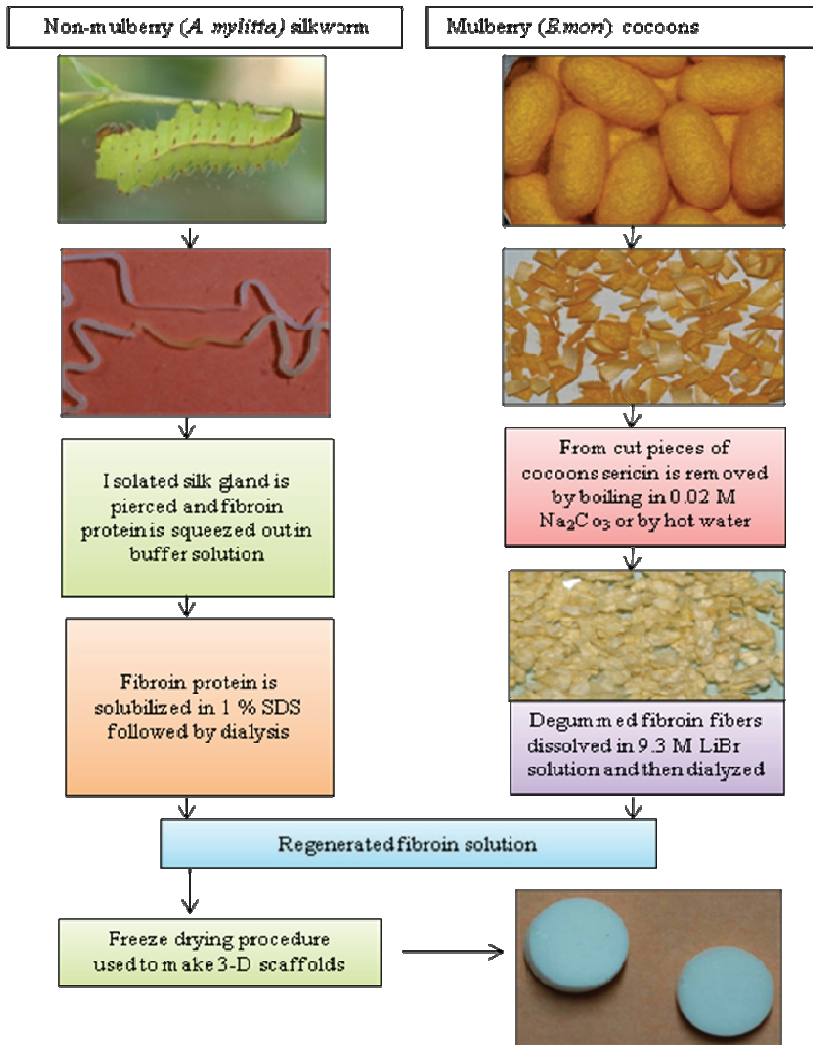 Non-mulberry (A. mylitta) silkworm
Mulberry (B.mori) cocoons
Isolated silk gland is
pierced and fibroin
protein is squeezed out in
buffer solution
From cut pieces of
cocoons sericin is removed
by boiling in 0.02 M
Na₂Co₃ or by hot water
Fibroin protein is
solubilized in 1 % SDS
followed by dialysis
Degummed fibroin fibers
dissolved in 9.3 M LiBr
solution and then dialyzed
Regenerated fibroin solution
Freeze drying procedure
used to make 3-D scaffolds